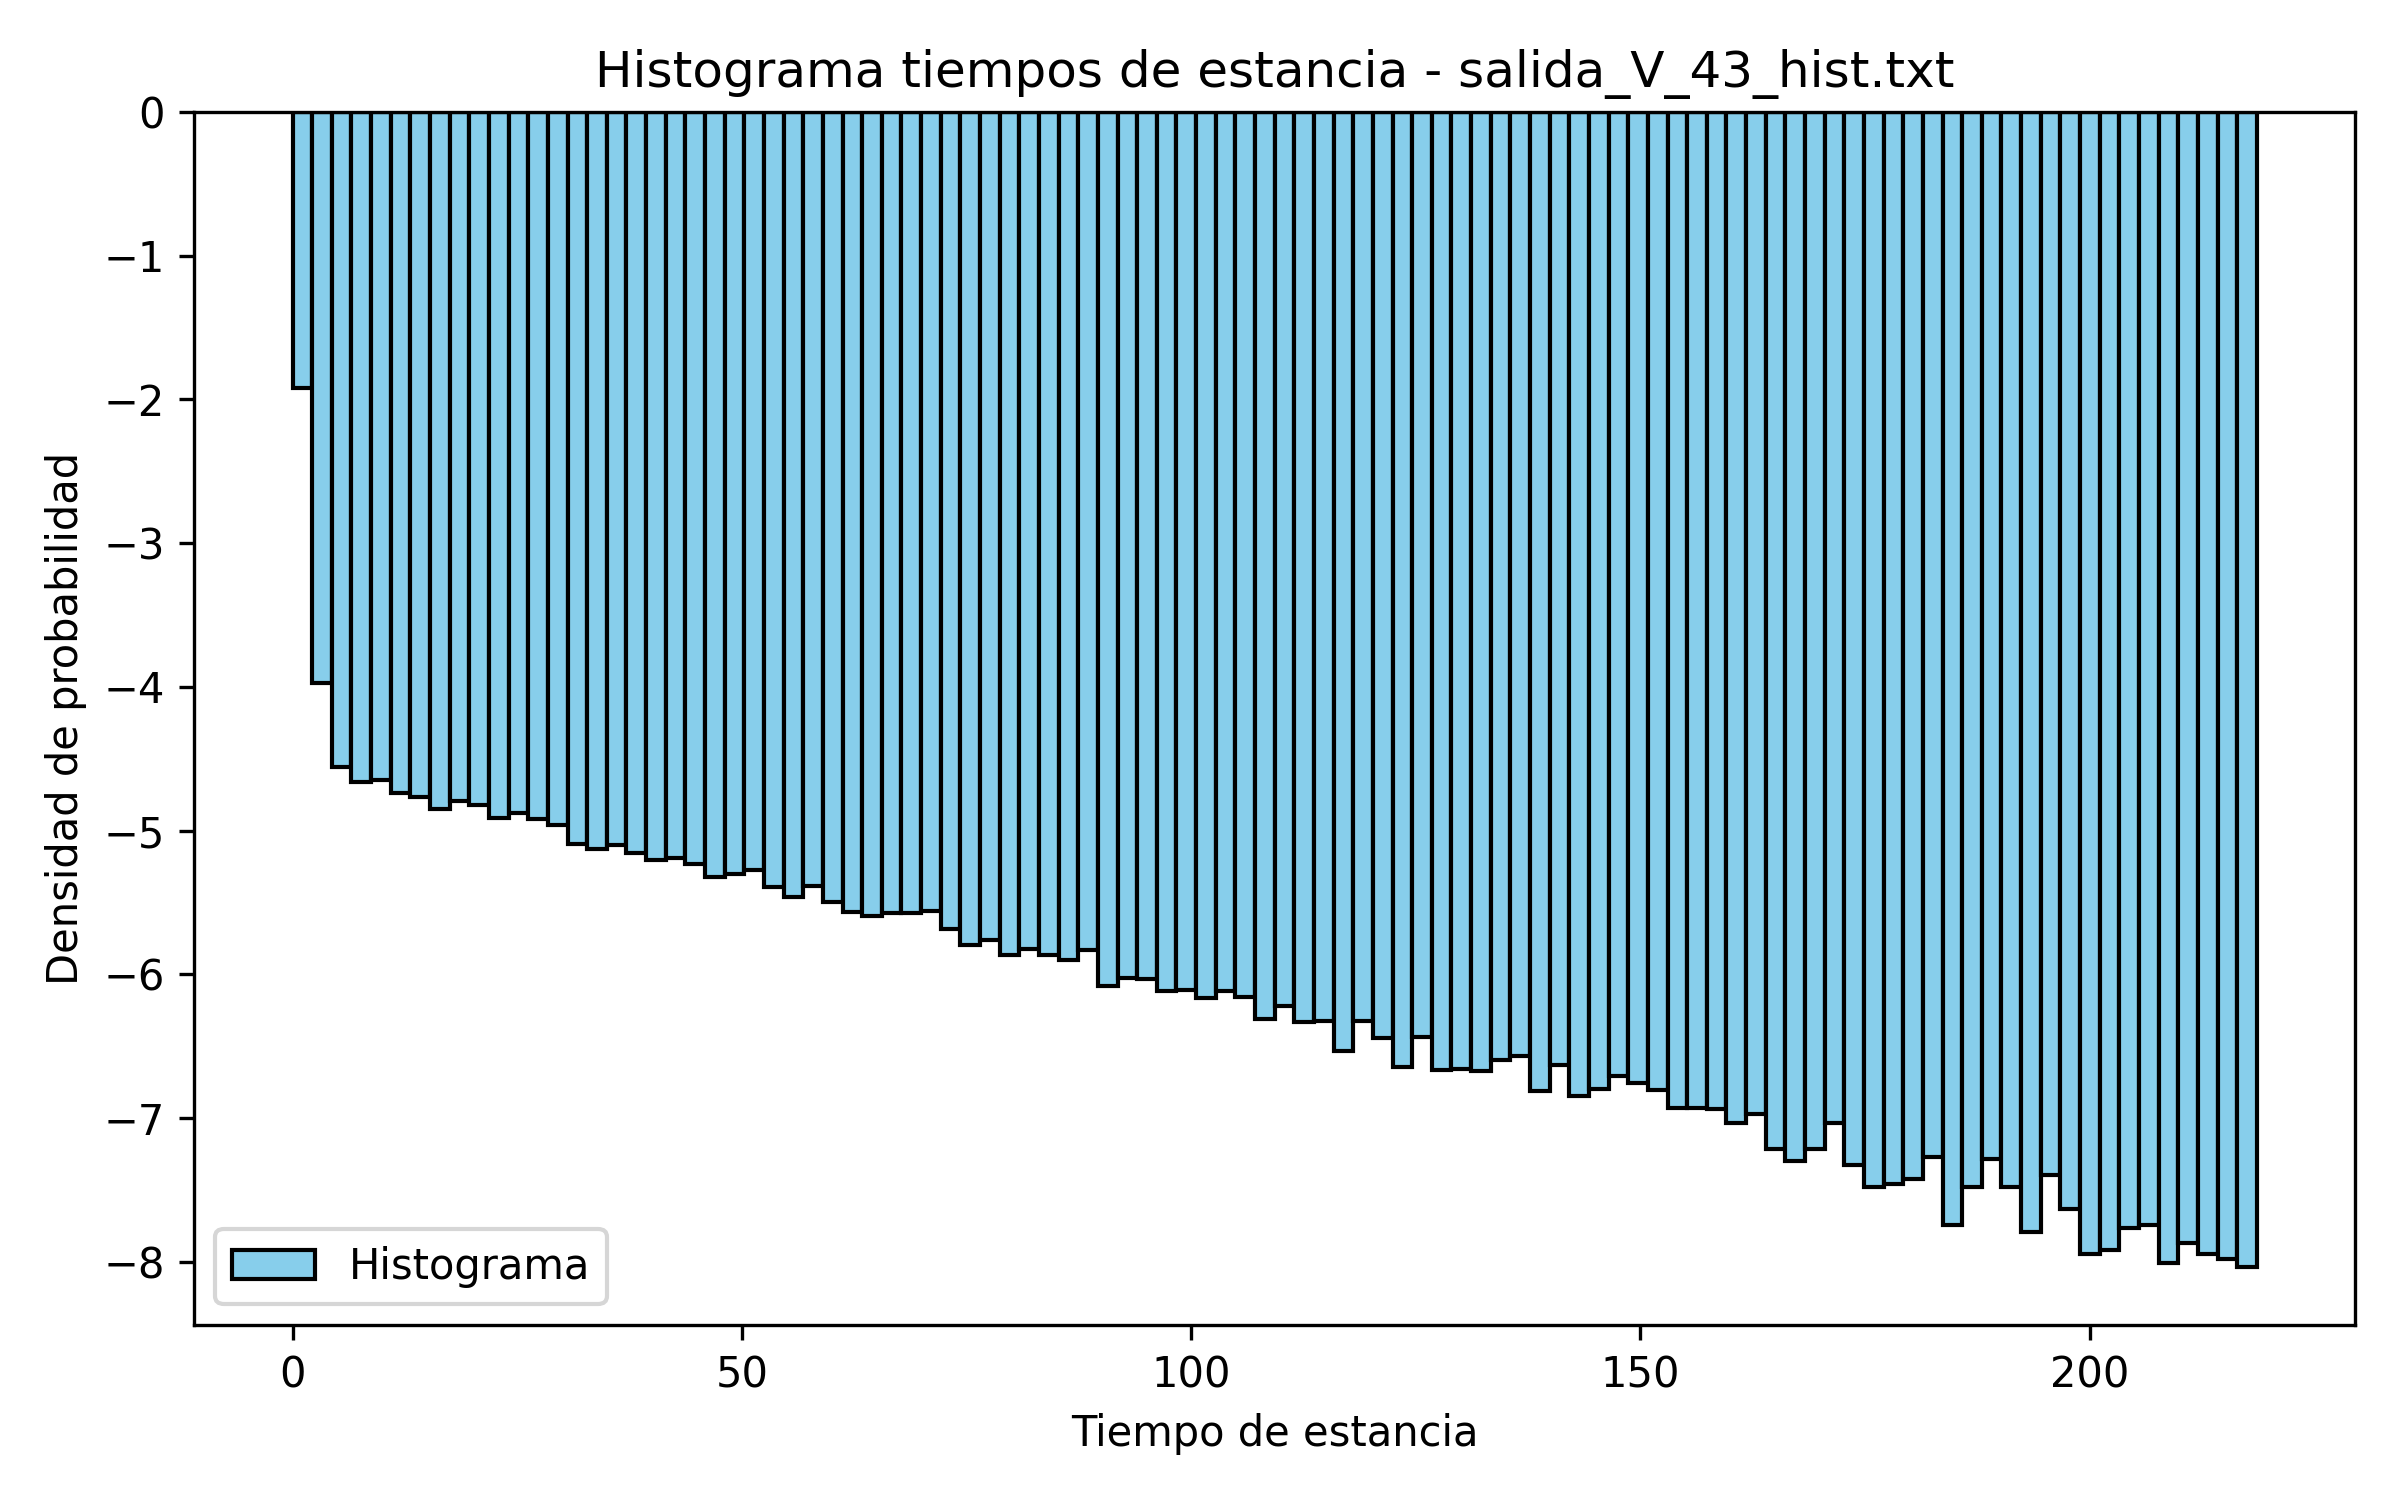 Histograma tiempos de estancia - salida_V_43_hist.txt
0
−1
−2
−3
−4
−5
−6
−7
−8
Densidad de probabilidad
Histograma
0 50 100 150 200
Tiempo de estancia